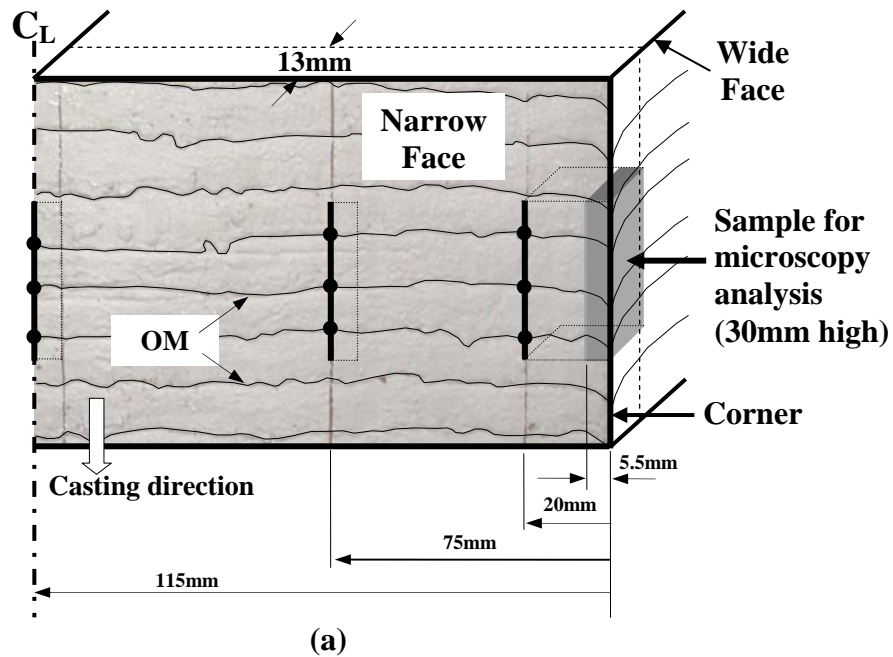 C_L
13mm
Wide
Face
Narrow
Face
Sample for
microscopy
analysis
(30mm high)
OM
Corner
Casting direction
5.5mm
20mm
75mm
115mm
(a)